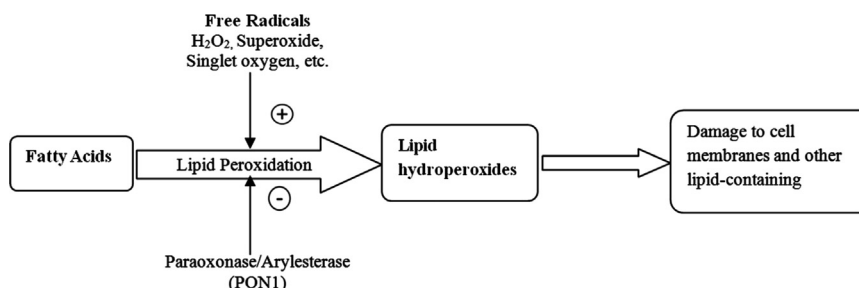 Free Radicals
H₂O₂, Superoxide,
Singlet oxygen, etc.
+
Fatty Acids
Lipid Peroxidation
Lipid
hydroperoxides
Damage to cell
membranes and other
lipid-containing
-
Paraoxonase/Arylesterase
(PON1)